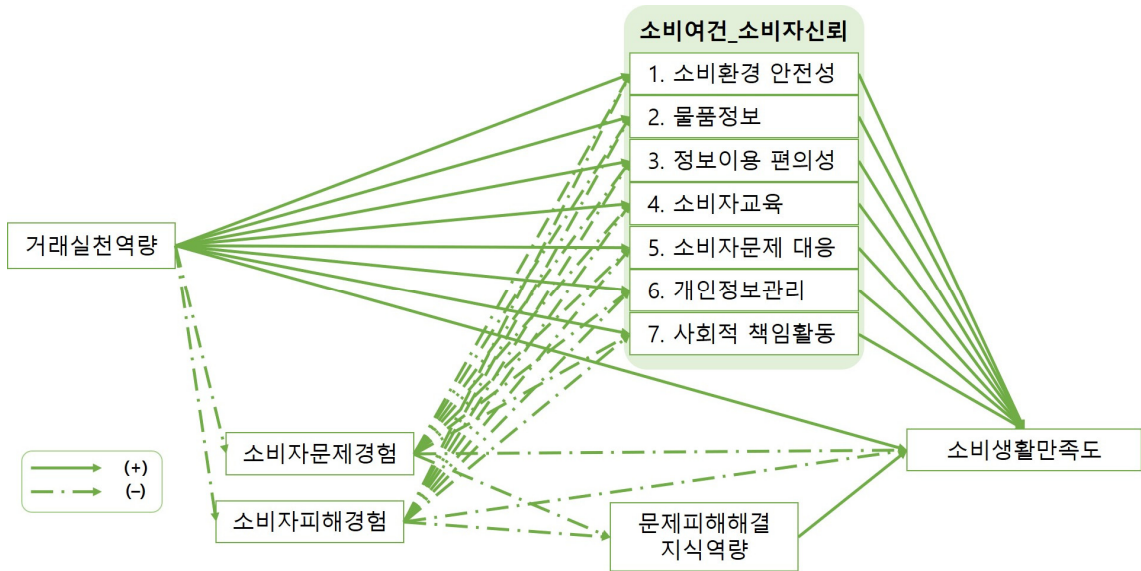 소비여건_소비자신뢰
1. 소비환경 안전성
2. 물품정보
3. 정보이용 편의성
4. 소비자교육
5. 소비자문제 대응
6. 개인정보관리
7. 사회적 책임활동
거래실천역량
소비자문제경험
소비자피해경험
문제피해해결
지식역량
소비생활만족도
(+)
(−)